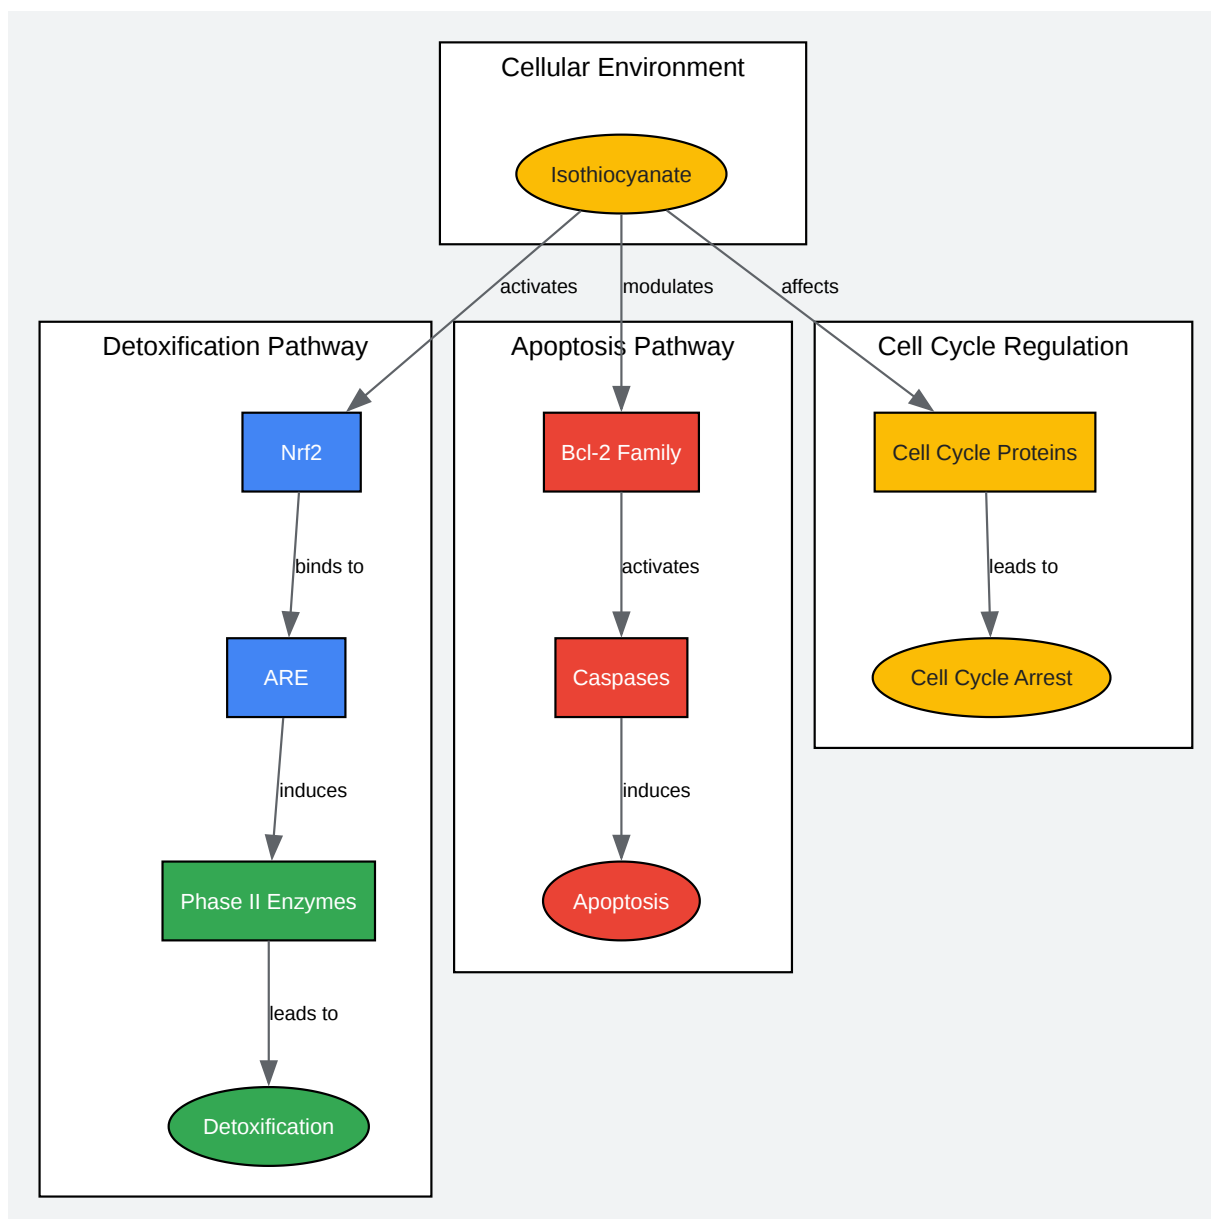 Cellular Environment
Isothiocyanate
activates
modulates
affects
Detoxification Pathway
Nrf2
binds to
ARE
induces
Phase II Enzymes
leads to
Detoxification
Apoptosis Pathway
Bcl-2 Family
activates
Caspases
induces
Apoptosis
Cell Cycle Regulation
Cell Cycle Proteins
leads to
Cell Cycle Arrest